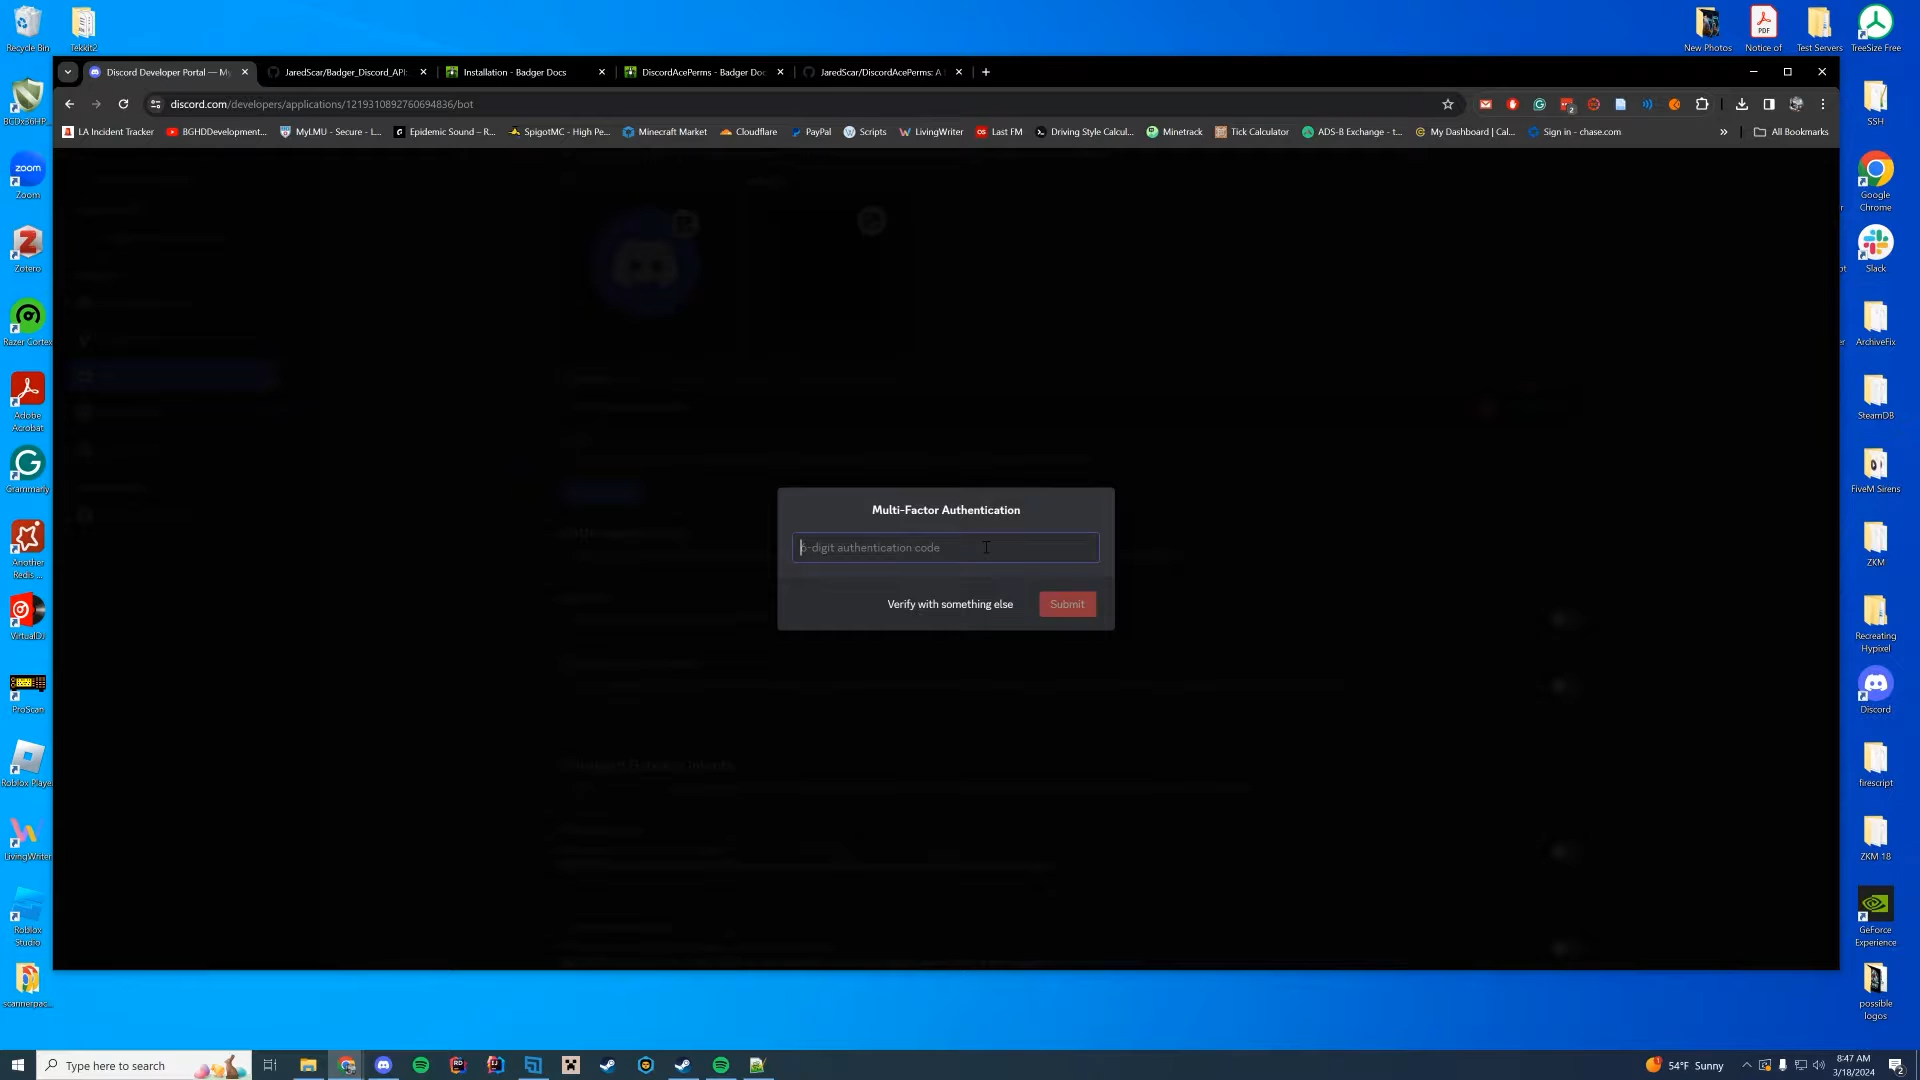 Recycle Bin
Tekkit2
New Photos
Notice of
Test Servers
TreeSize Free
Discord Developer Portal — My
JaredScar/Badger_Discord_API:
Installation - Badger Docs
DiscordAcePerms - Badger Doc
JaredScar/DiscordAcePerms: A
discord.com/developers/applications/1219310892760694836/bot
LA Incident Tracker
BGHDDevelopment...
MyLMU - Secure - L...
Epidemic Sound – R...
SpigotMC - High Pe...
Minecraft Market
Cloudflare
PayPal
Scripts
LivingWriter
Last FM
Driving Style Calcul...
Minetrack
Tick Calculator
ADS-B Exchange - t...
My Dashboard | Cal...
Sign in - chase.com
All Bookmarks
Multi-Factor Authentication
6-digit authentication code
Verify with something else
Submit
zoom
Zoom
Zotero
Razer Cortex
Adobe
Acrobat
Grammarly
Another
Redis ...
VirtualDJ
ProScan
Roblox Player
LivingWriter
Roblox
Studio
scannerpac...
SSH
Google
Chrome
Slack
ArchiveFix
SteamDB
FiveM Sirens
ZKM
Recreating
Hypixel
Discord
firescript
ZKM 18
GeForce
Experience
possible
logos
Type here to search
54°F Sunny
8:47 AM
3/18/2024